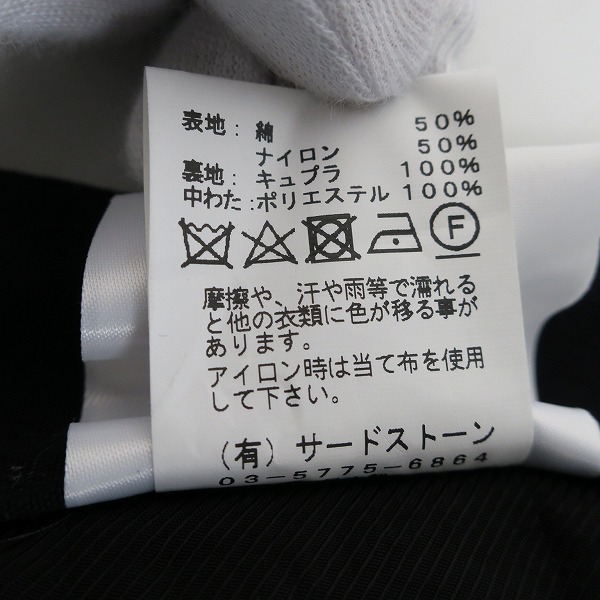 表地: 綿 50%
ナイロン 50%
裏地: キュプラ 100%
中わた: ポリエステル 100%
F
摩擦や、汗や雨等で濡れる
と他の衣類に色が移る事が
あります。
アイロン時は当て布を使用
して下さい。
(有) サードストーン
03-5775-6864